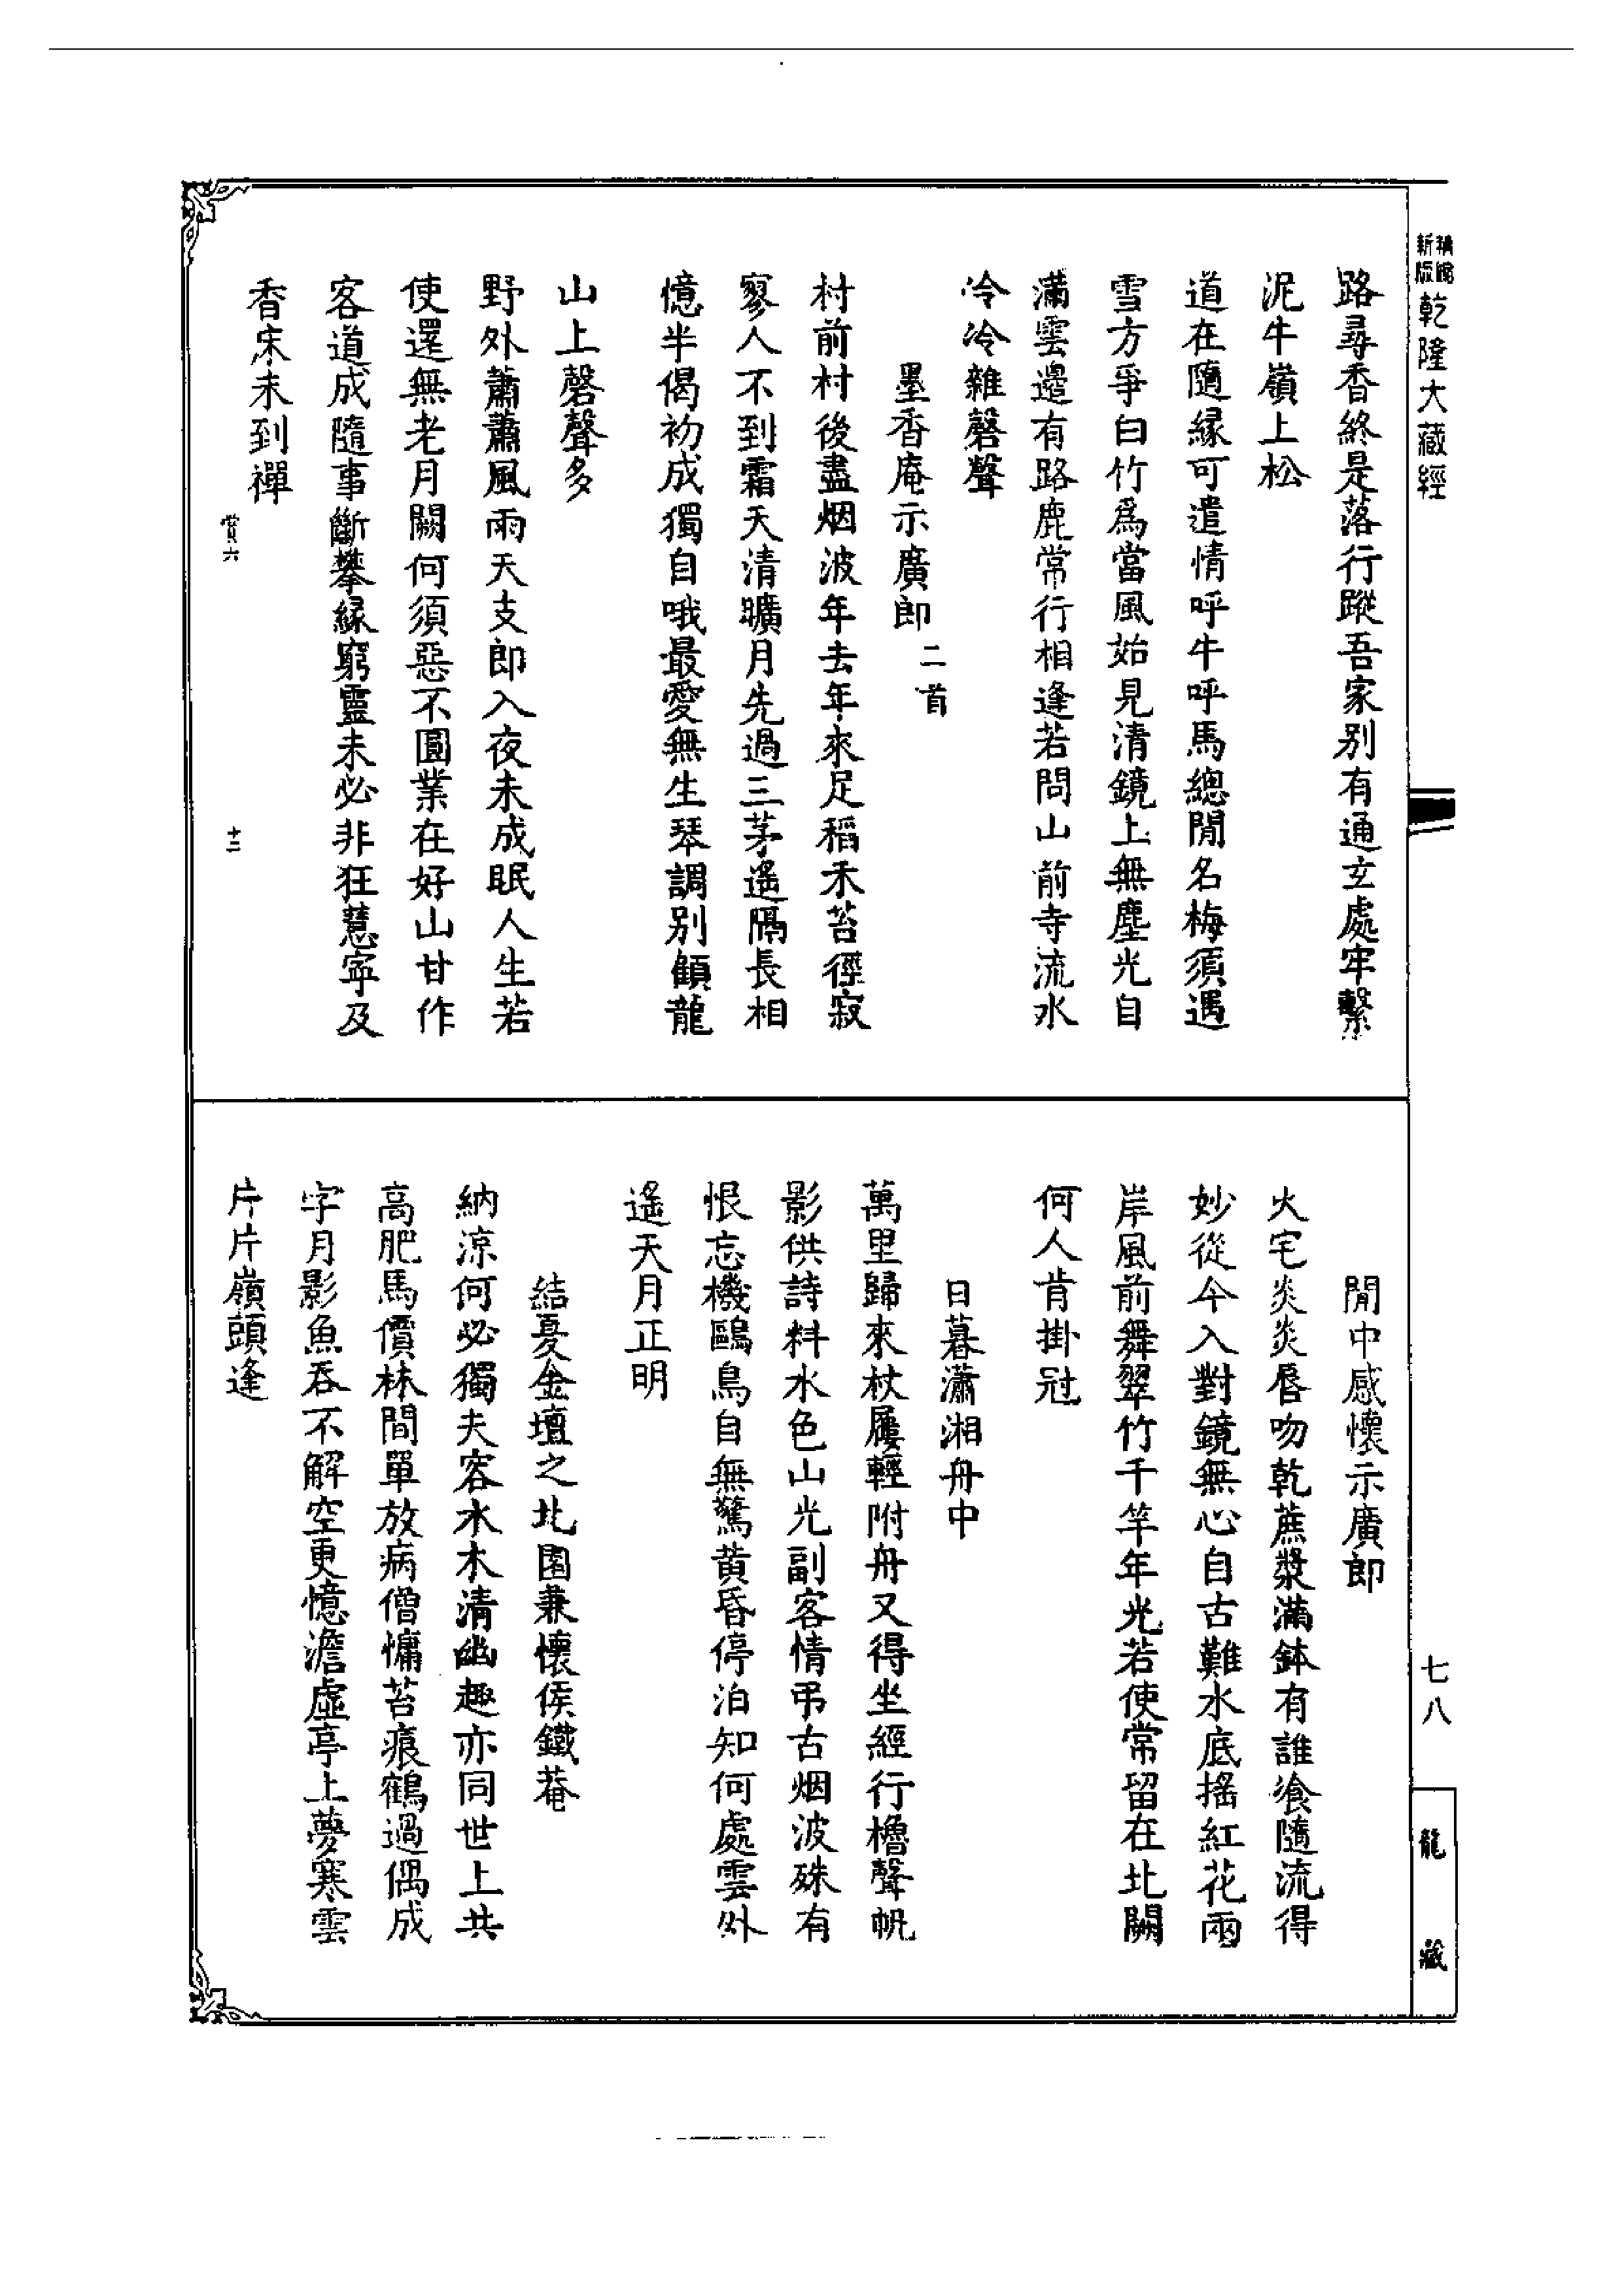 新版
精縮
乾隆大藏經
七八
龍藏
路尋香終是落行蹤吾家別有通玄處牢繫
泥牛嶺上松
道在隨緣可遣情呼牛呼馬總閒名梅須遇
雪方爭白竹為當風始見清鏡上無塵光自
滿雲邊有路鹿常行相逢若問山前寺流水
冷冷雜磬聲
墨香庵示廣郎二首
村前村後盡烟波年去年來足稻禾苔徑寂
寥人不到霜天清曠月先過三茅遙隔長相
憶半偈初成獨自哦最愛無生琴調別頷龍
山上磬聲多
野外蕭蕭風雨天支郎入夜未成眠人生若
使還無老月闕何須惡不圓業在好山甘作
客道成隨事斷攀緣窮靈未必非狂慧寧及
香床未到禪
賞六
十三
閒中感懷示廣郎
火宅炎炎唇吻乾蔗漿滿鉢有誰飡隨流得
妙從今入對鏡無心自古難水底搖紅花兩
岸風前舞翠竹千竿年光若使常留在北闕
何人肯掛冠
日暮瀟湘舟中
萬里歸來杖屨輕附舟又得坐經行櫓聲帆
影供詩料水色山光副客情弔古烟波殊有
恨忘機鷗鳥自無驚黃昏停泊知何處雲外
遙天月正明
結憂金壇之北園兼懷侯鐵菴
納涼何必獨夫容水木清幽趣亦同世上共
高肥馬價林間單放病僧慵苔痕鶴過偶成
字月影魚吞不解空更憶澹虛亭上夢寒雲
片片嶺頭逢